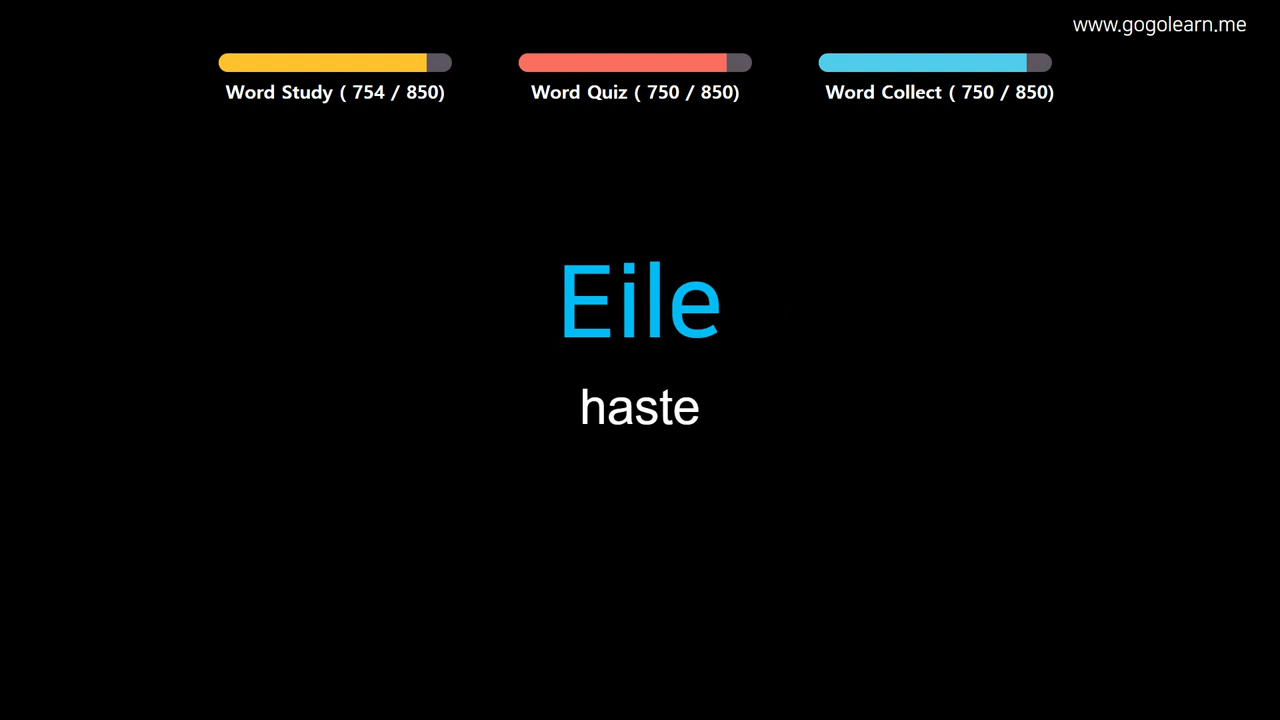 www.gogolearn.me
Word Study ( 754 / 850)
Word Quiz ( 750 / 850)
Word Collect ( 750 / 850)
Eile
haste